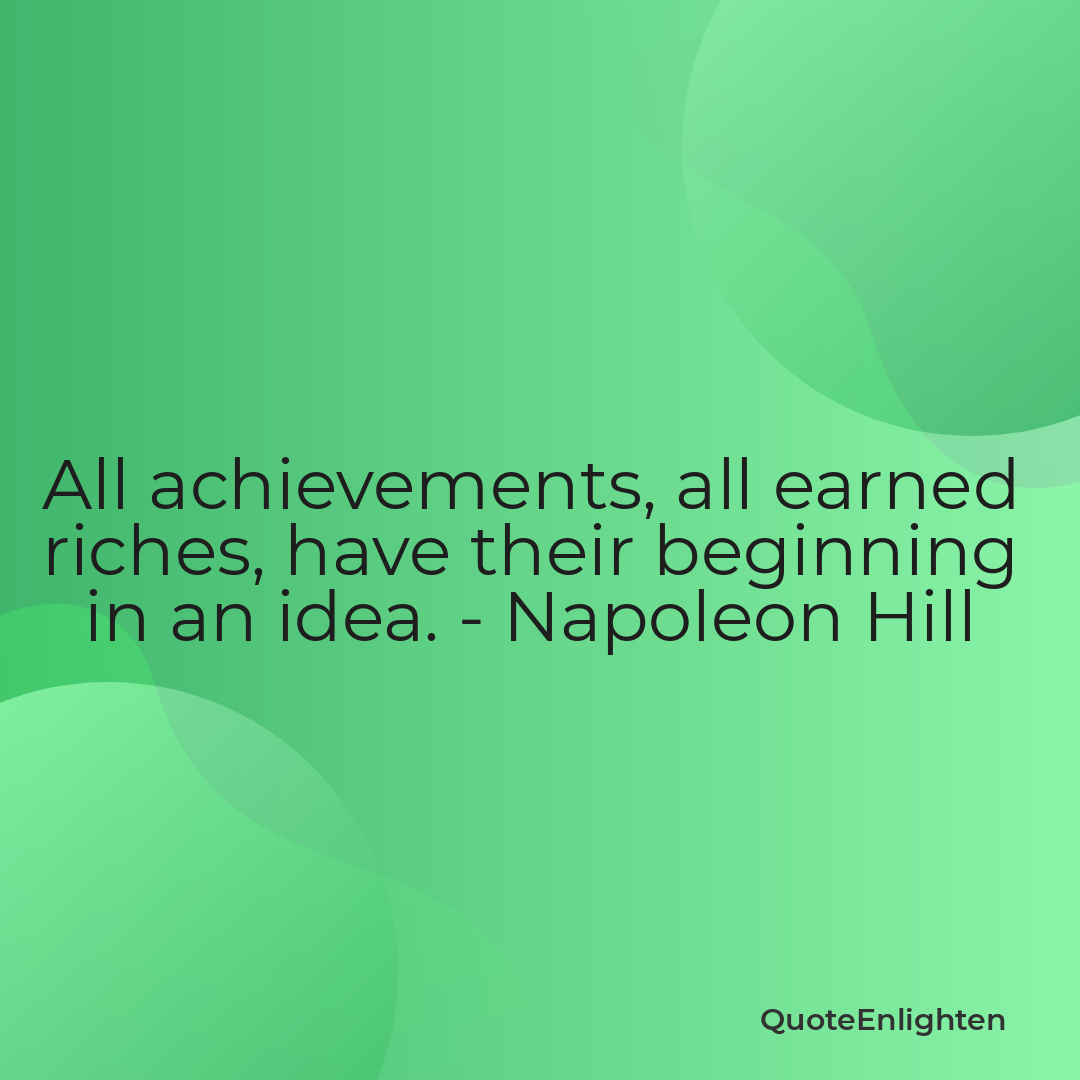 All achievements, all earned
riches, have their beginning
in an idea. - Napoleon Hill
QuoteEnlighten